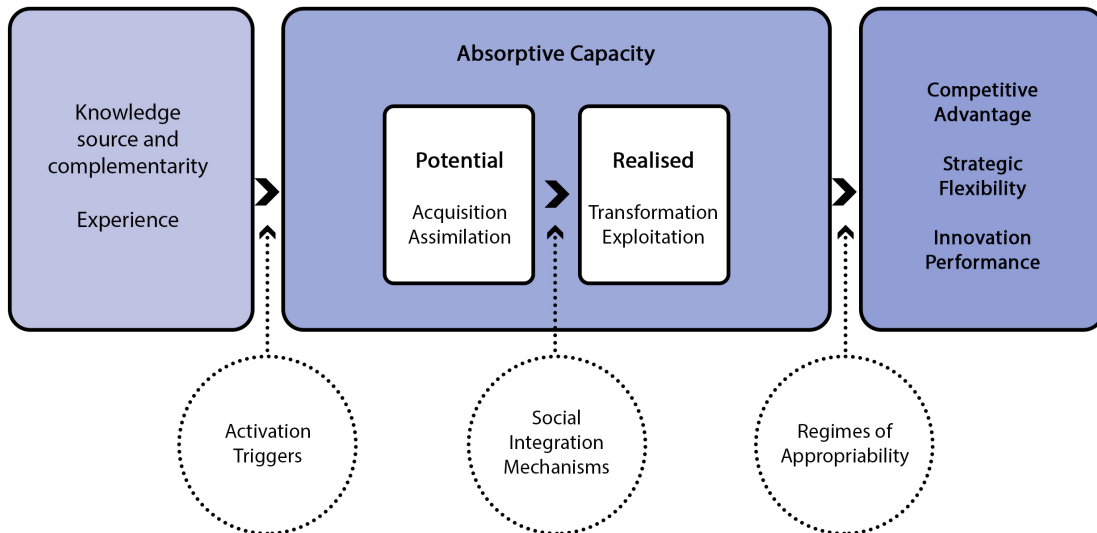 Knowledge
source and
complementarity
Experience
Absorptive Capacity
Potential
Acquisition
Assimilation
Realised
Transformation
Exploitation
Competitive
Advantage
Strategic
Flexibility
Innovation
Performance
Activation
Triggers
Social
Integration
Mechanisms
Regimes of
Appropriability